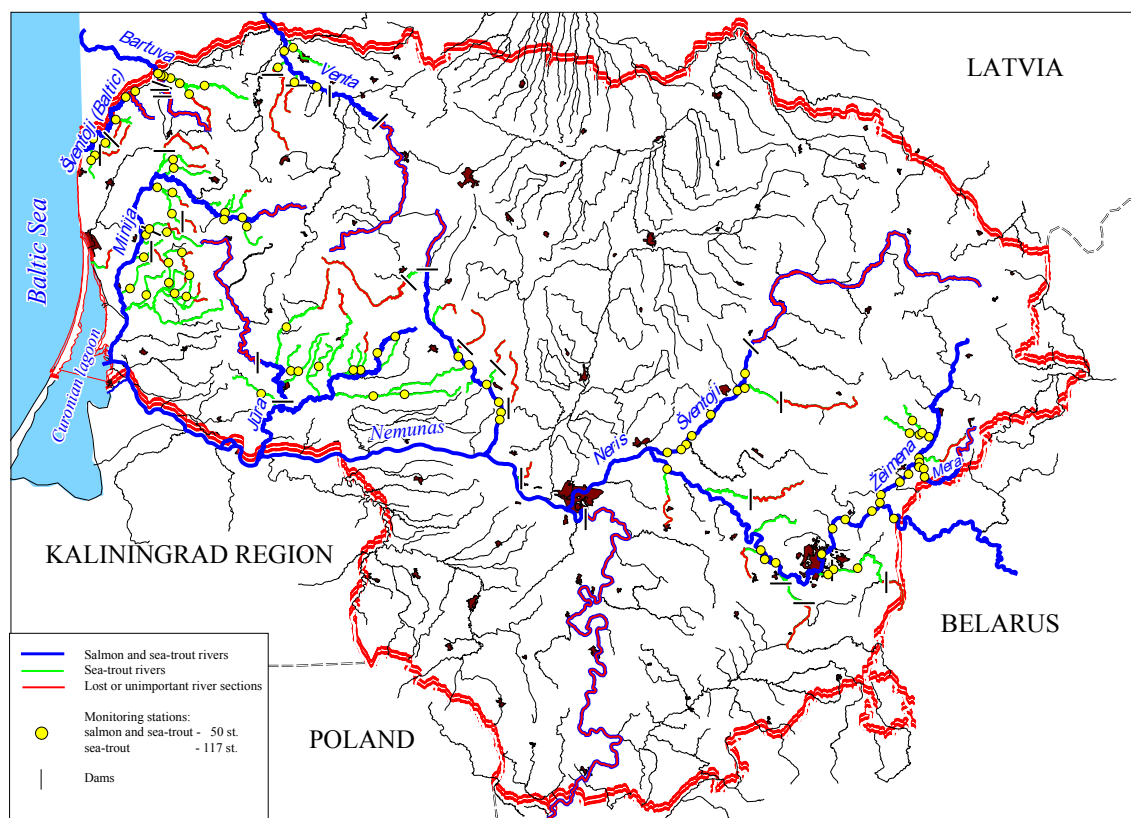 LATVIA
Bartuva
Venta
Šventoji (Baltic)
Baltic Sea
Minija
Curonian lagoon
Jūra
Nemunas
Neris
Šventoji
Žeimena
Mera
KALININGRAD REGION
BELARUS
POLAND
Salmon and sea-trout rivers
Sea-trout rivers
Lost or unimportant river sections
Monitoring stations:
salmon and sea-trout - 50 st.
sea-trout - 117 st.
Dams